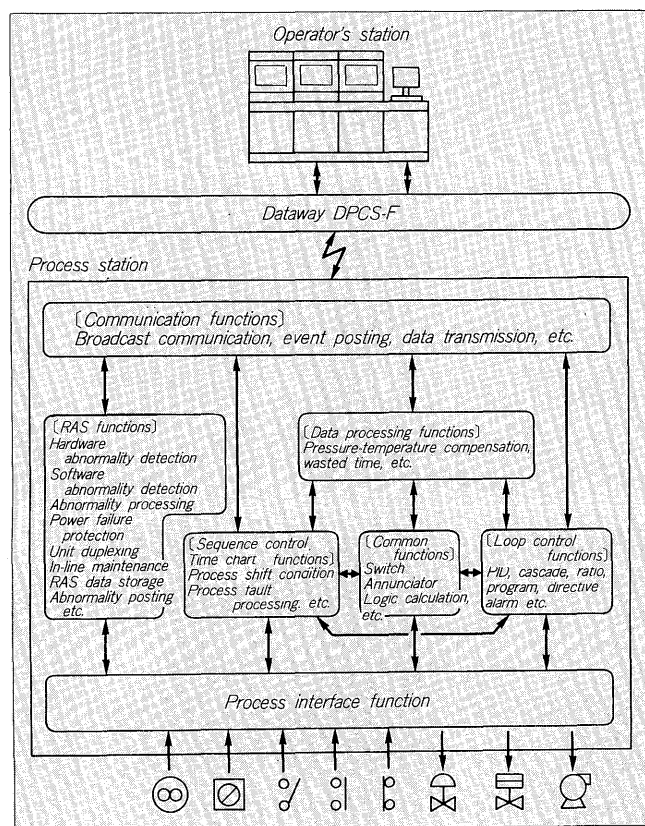 Operator's station
Dataway DPCS-F
Process station
〔Communication functions〕
Broadcast communication, event posting, data transmission, etc.
〔RAS functions〕
Hardware
abnormality detection
Software
abnormality detection
Abnormality processing
Power failure
protection
Unit duplexing
In-line maintenance
RAS data storage
Abnormality posting
etc.
〔Data processing functions〕
Pressure-temperature compensation,
wasted time, etc.
〔Sequence control
Time chart functions〕
Process shift condition
Process fault
processing. etc.
〔Common
functions〕
Switch
Annunciator
Logic calculation,
etc.
〔Loop control
functions〕
PID, cascade, ratio,
program, directive
alarm etc.
Process interface function